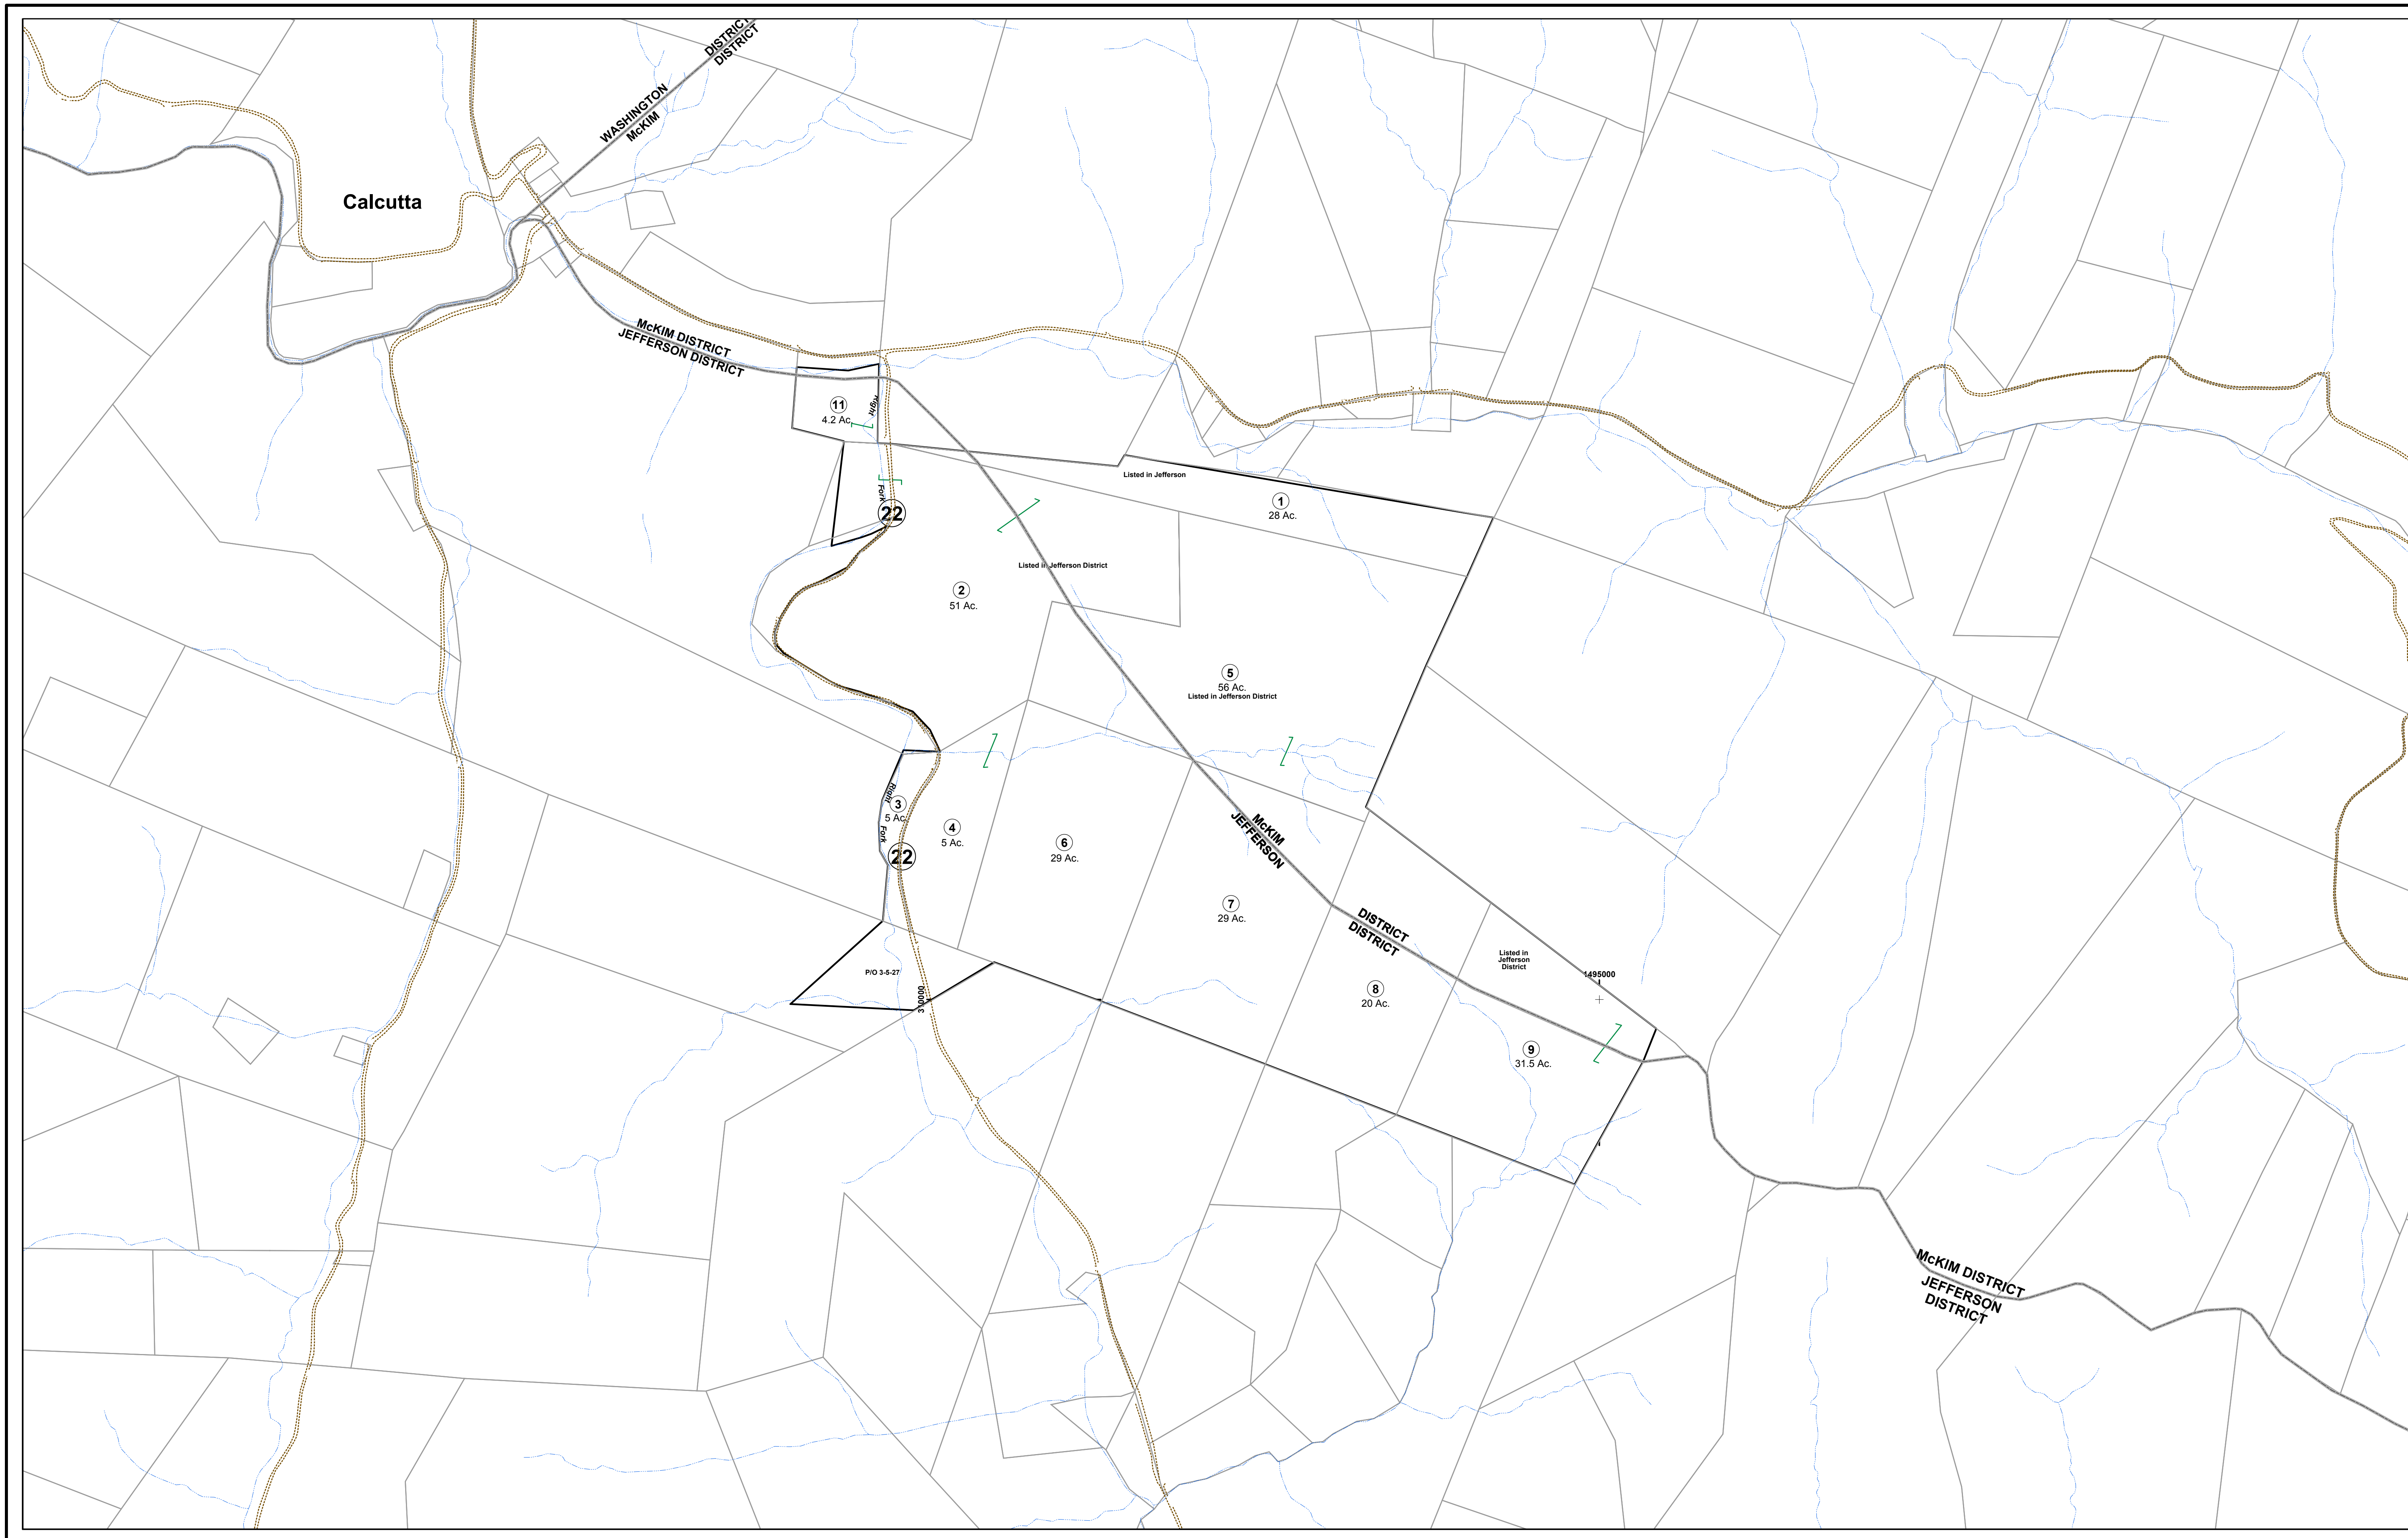 DISTRICT
DISTRICT
WASHINGTON
McKIM
Calcutta
McKIM DISTRICT
JEFFERSON DISTRICT
11
4.2 Ac.
Right
Fork
22
Listed in Jefferson
1
28 Ac.
Listed in Jefferson District
2
51 Ac.
5
56 Ac.
Listed in Jefferson District
Right
3
5 Ac.
Fork
22
4
5 Ac.
6
29 Ac.
McKIM
JEFFERSON
7
29 Ac.
DISTRICT
DISTRICT
Listed in
Jefferson
District
1495000
P/O 3-5-27
8
20 Ac.
9
31.5 Ac.
McKIM DISTRICT
JEFFERSON
DISTRICT